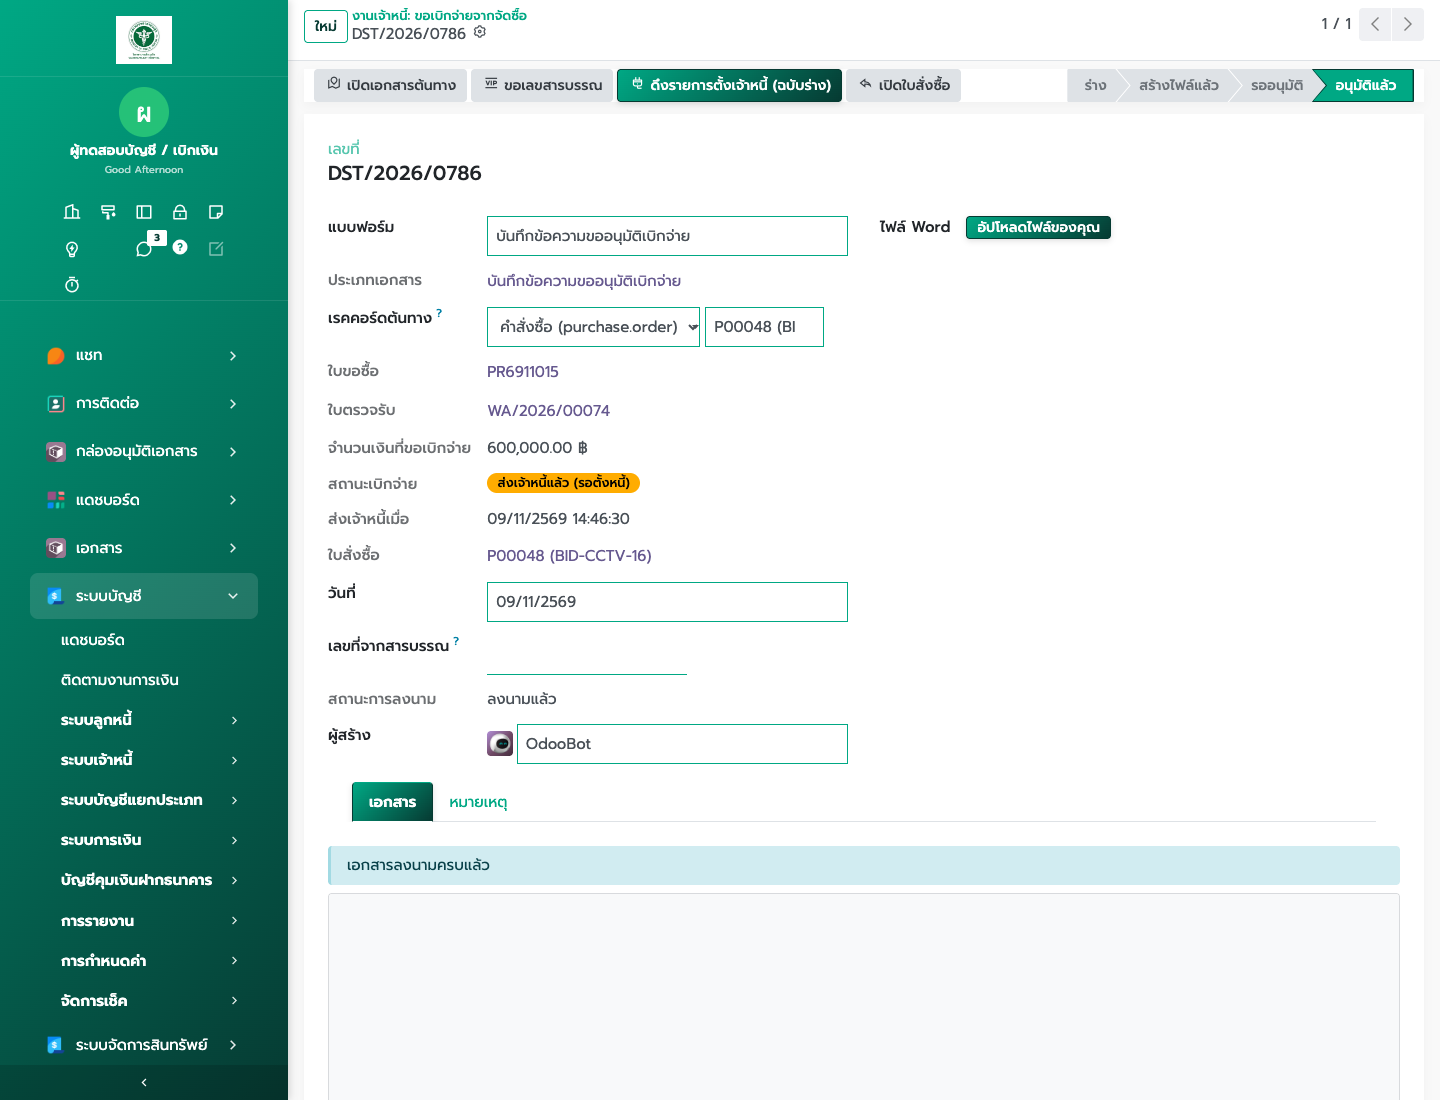 ใหม่
งานเจ้าหนี้: ขอเบิกจ่ายจากจัดซื้อ
DST/2026/0786
1 / 1
เปิดเอกสารต้นทาง
ขอเลขสารบรรณ
ดึงรายการตั้งเจ้าหนี้ (ฉบับร่าง)
เปิดใบสั่งซื้อ
ร่าง
สร้างไฟล์แล้ว
รออนุมัติ
อนุมัติแล้ว
ผ
ผู้ทดสอบบัญชี / เบิกเงิน
Good Afternoon
3
?
แชท
การติดต่อ
กล่องอนุมัติเอกสาร
แดชบอร์ด
เอกสาร
ระบบบัญชี
แดชบอร์ด
ติดตามงานการเงิน
ระบบลูกหนี้
ระบบเจ้าหนี้
ระบบบัญชีแยกประเภท
ระบบการเงิน
บัญชีคุมเงินฝากธนาคาร
การรายงาน
การกำหนดค่า
จัดการเช็ค
ระบบจัดการสินทรัพย์
เลขที่
DST/2026/0786
แบบฟอร์ม
บันทึกข้อความขออนุมัติเบิกจ่าย
ไฟล์ Word
อัปโหลดไฟล์ของคุณ
ประเภทเอกสาร
บันทึกข้อความขออนุมัติเบิกจ่าย
เรคคอร์ดต้นทาง ?
คำสั่งซื้อ (purchase.order)
P00048 (BI
ใบขอซื้อ
PR6911015
ใบตรวจรับ
WA/2026/00074
จำนวนเงินที่ขอเบิกจ่าย
600,000.00 ฿
สถานะเบิกจ่าย
ส่งเจ้าหนี้แล้ว (รอตั้งหนี้)
ส่งเจ้าหนี้เมื่อ
09/11/2569 14:46:30
ใบสั่งซื้อ
P00048 (BID-CCTV-16)
วันที่
09/11/2569
เลขที่จากสารบรรณ ?
สถานะการลงนาม
ลงนามแล้ว
ผู้สร้าง
OdooBot
เอกสาร
หมายเหตุ
เอกสารลงนามครบแล้ว